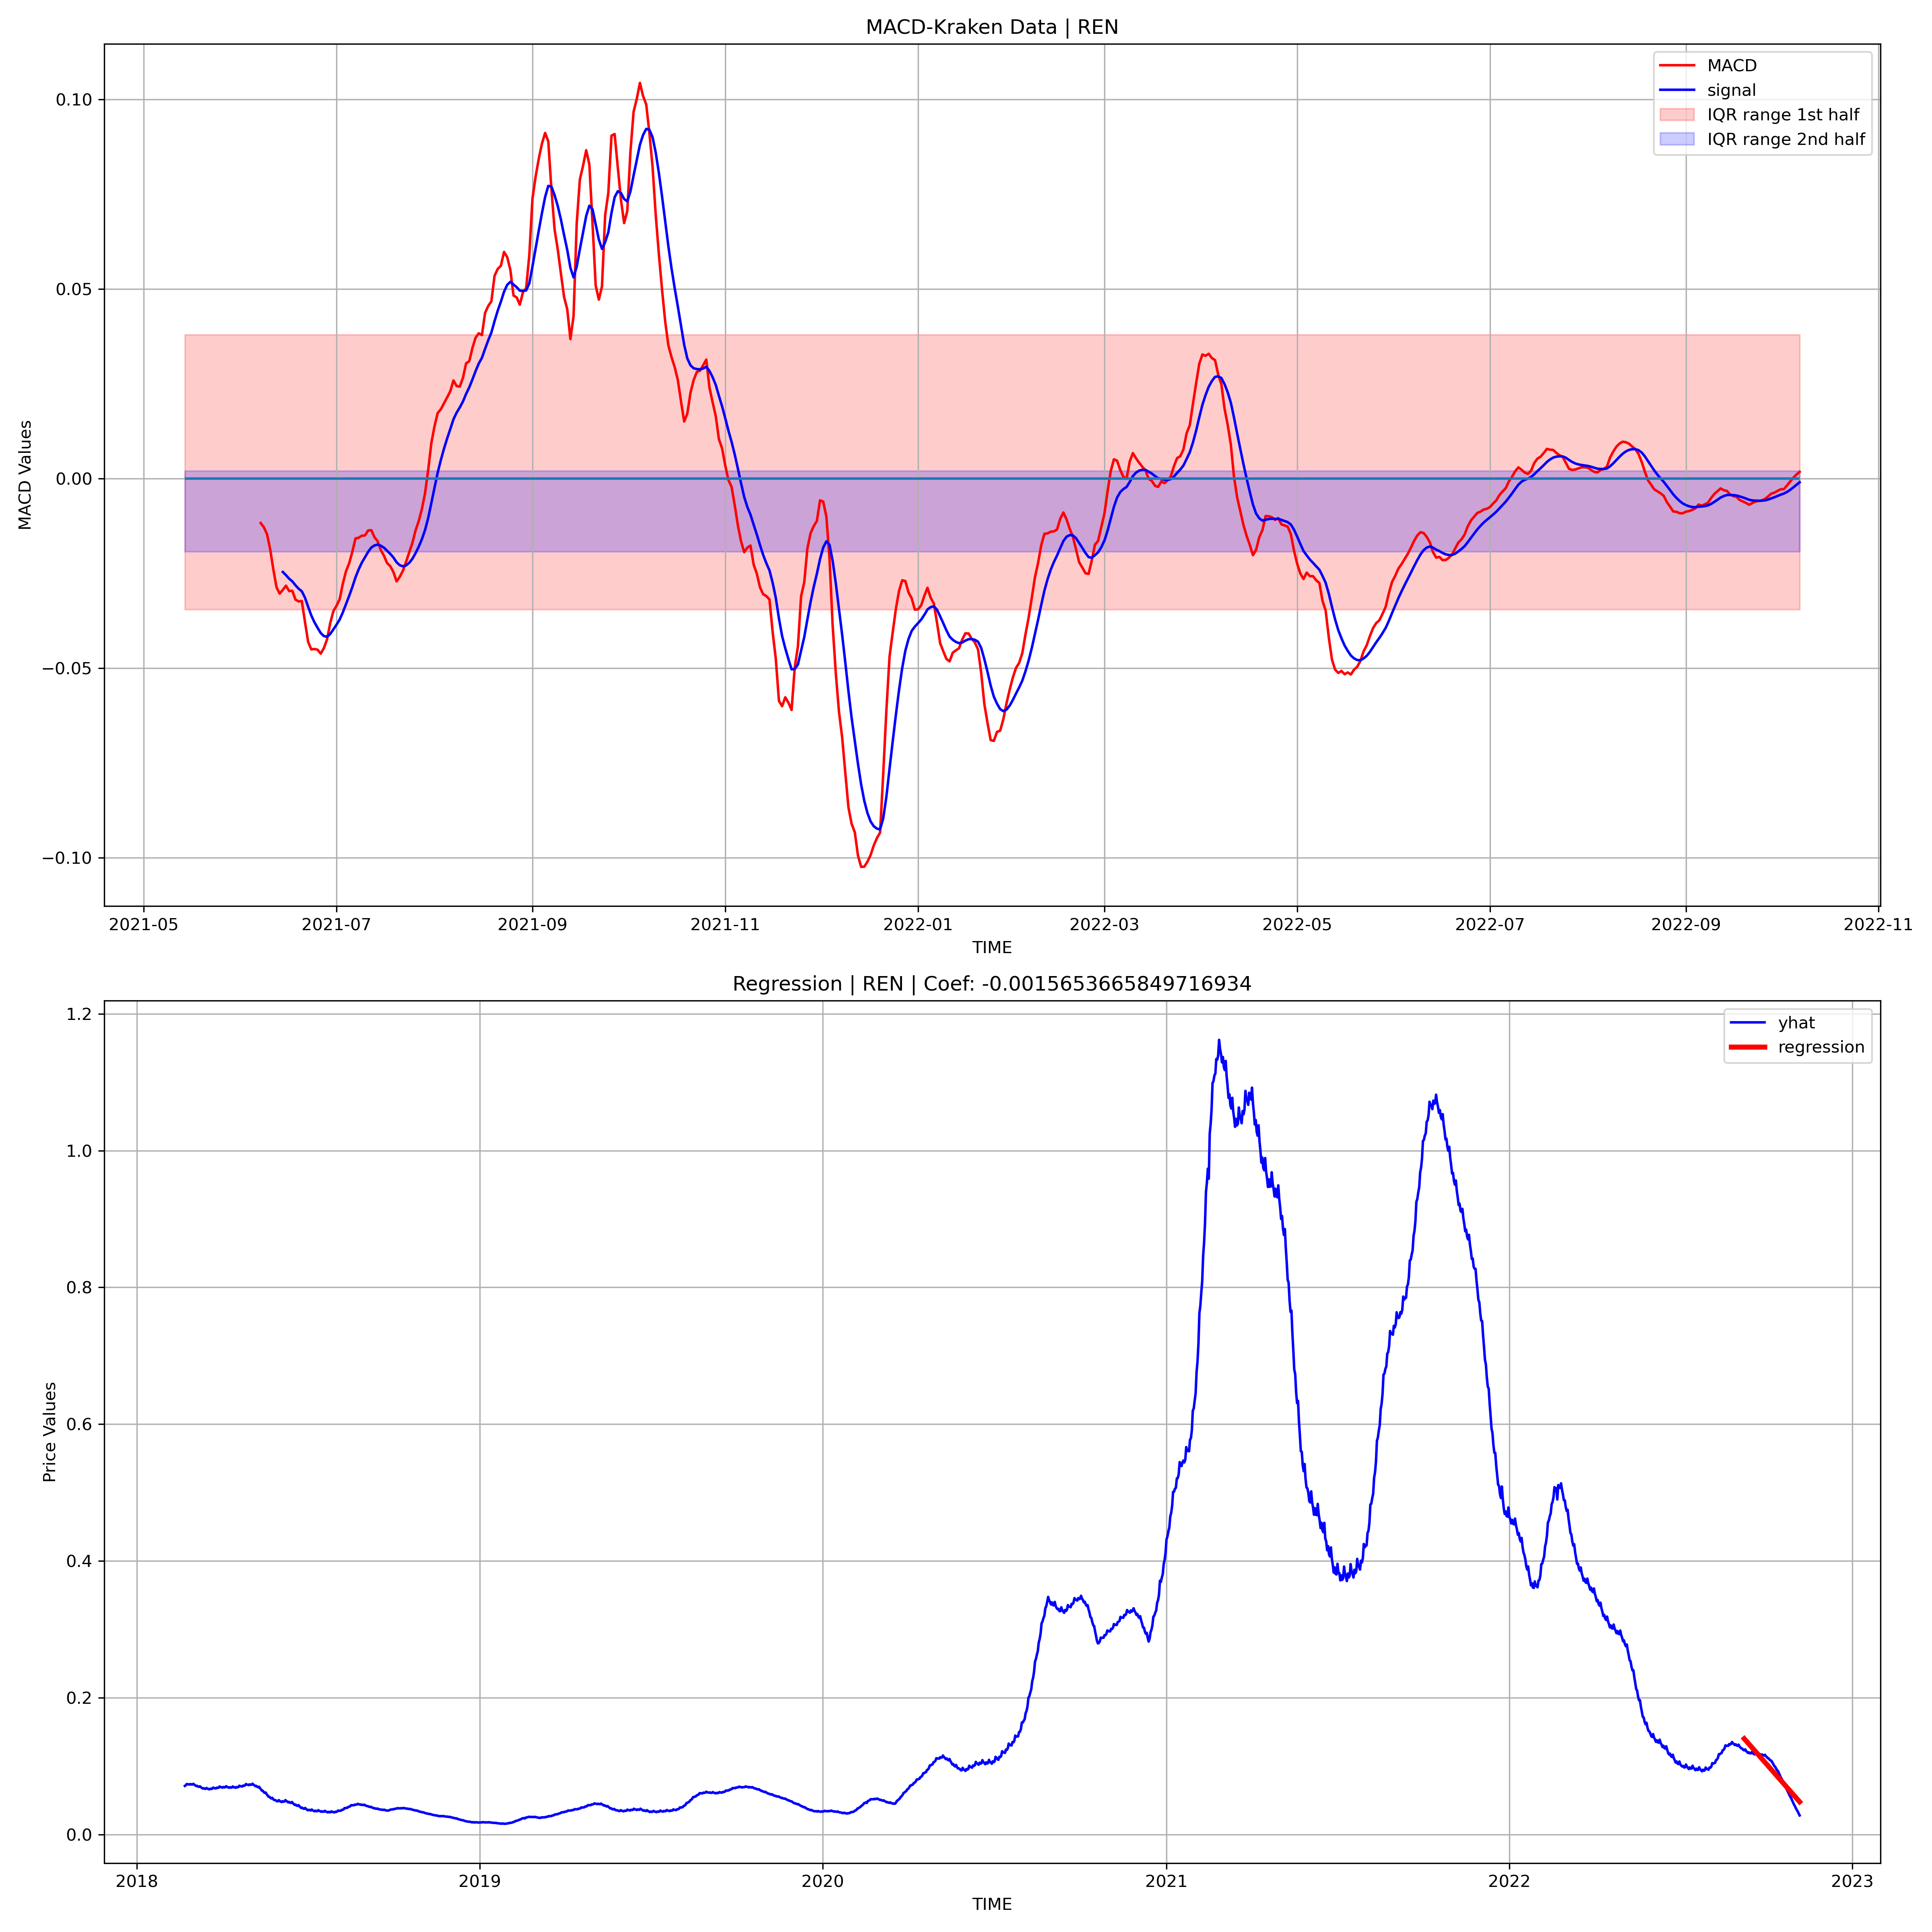 MACD-Kraken Data | REN
MACD
signal
IQR range 1st half
IQR range 2nd half
MACD Values
0.10
0.05
0.00
−0.05
−0.10
2021-05
2021-07
2021-09
2021-11
2022-01
2022-03
2022-05
2022-07
2022-09
2022-11
TIME
Regression | REN | Coef: -0.0015653665849716934
yhat
regression
Price Values
1.2
1.0
0.8
0.6
0.4
0.2
0.0
2018
2019
2020
2021
2022
2023
TIME